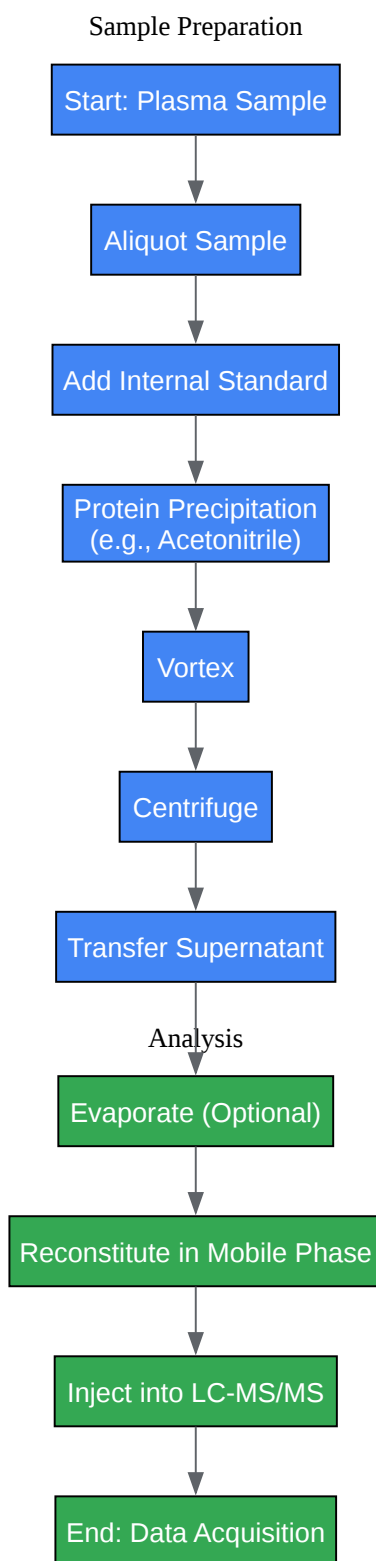 Sample Preparation
Start: Plasma Sample
Aliquot Sample
Add Internal Standard
Protein Precipitation
(e.g., Acetonitrile)
Vortex
Centrifuge
Transfer Supernatant
Analysis
Evaporate (Optional)
Reconstitute in Mobile Phase
Inject into LC-MS/MS
End: Data Acquisition